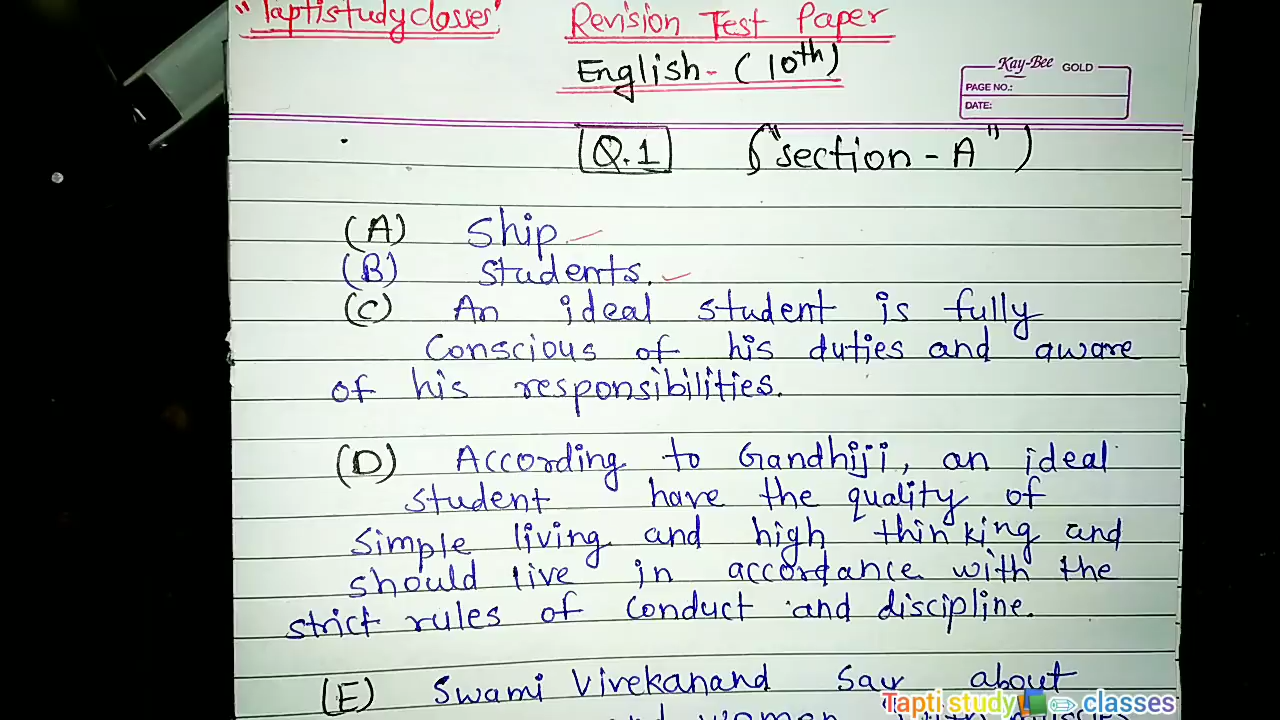 "Taptistudyclasses" Revision Test Paper
English - (10th)
Kay-Bee GOLD
PAGE NO.:
DATE:
Q.1 ("section - A")
(A) Ship
(B) students.
(C) An ideal student is fully
conscious of his duties and aware
of his responsibilities.
(D) According to Gandhiji, an ideal
student have the quality of
simple living and high thinking and
should live in accordance with the
strict rules of conduct and discipline.
(E) Swami Vivekanand say about
women
Tapti study classes